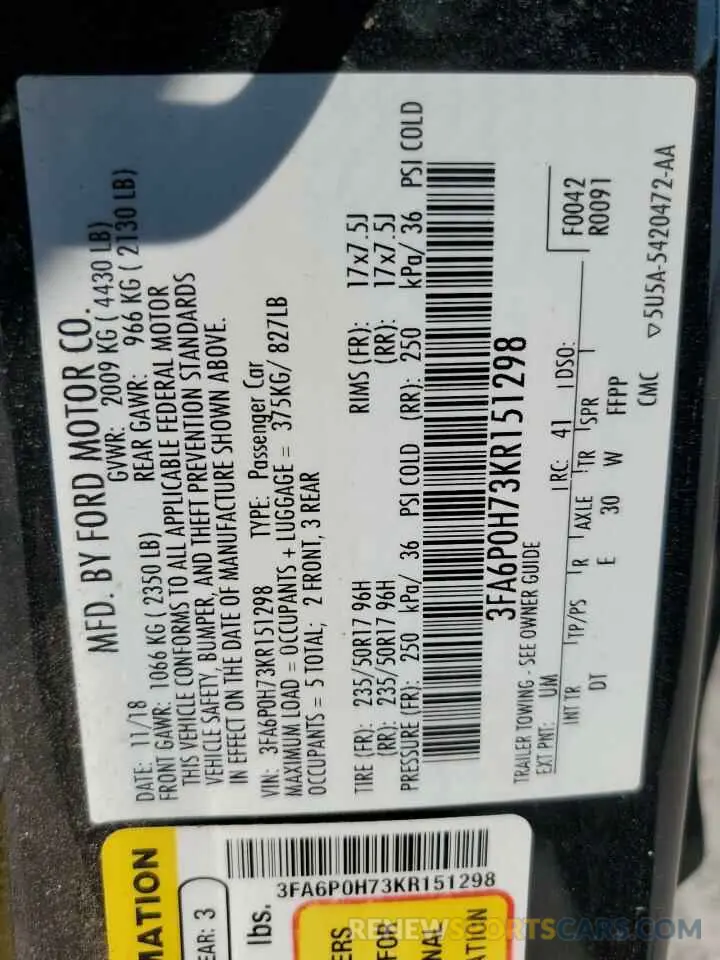 MFD. BY FORD MOTOR CO.
DATE: 11/18 GVWR: 2009 KG ( 4430 LB)
FRONT GAWR: 1066 KG ( 2350 LB) REAR GAWR: 966 KG ( 2130 LB)
THIS VEHICLE CONFORMS TO ALL APPLICABLE FEDERAL MOTOR
VEHICLE SAFETY, BUMPER, AND THEFT PREVENTION STANDARDS
IN EFFECT ON THE DATE OF MANUFACTURE SHOWN ABOVE.
VIN: 3FA6P0H73KR151298 TYPE: Passenger Car
MAXIMUM LOAD = OCCUPANTS + LUGGAGE = 375KG/ 827LB
OCCUPANTS = 5 TOTAL; 2 FRONT, 3 REAR
TIRE (FR): 235/50R17 96H RIMS (FR): 17x7.5J
(RR): 235/50R17 96H (RR): 17x7.5J
PRESSURE (FR): 250 kPa/ 36 PSI COLD (RR): 250 kPa/ 36 PSI COLD
3FA6P0H73KR151298
TRAILER TOWING - SEE OWNER GUIDE
F0042
EXT PNT: UM RC: 41 DSO: R0091
INT TR TP/PS R AXLE TR SPR
DT E 30 W FFPP
CMC 5U5A-5420472-AA
MATION
EAR: 3
lbs.
3FA6P0H73KR151298
ERS
FOR
NAL
ATION
RENEWSPORTSCARS.COM